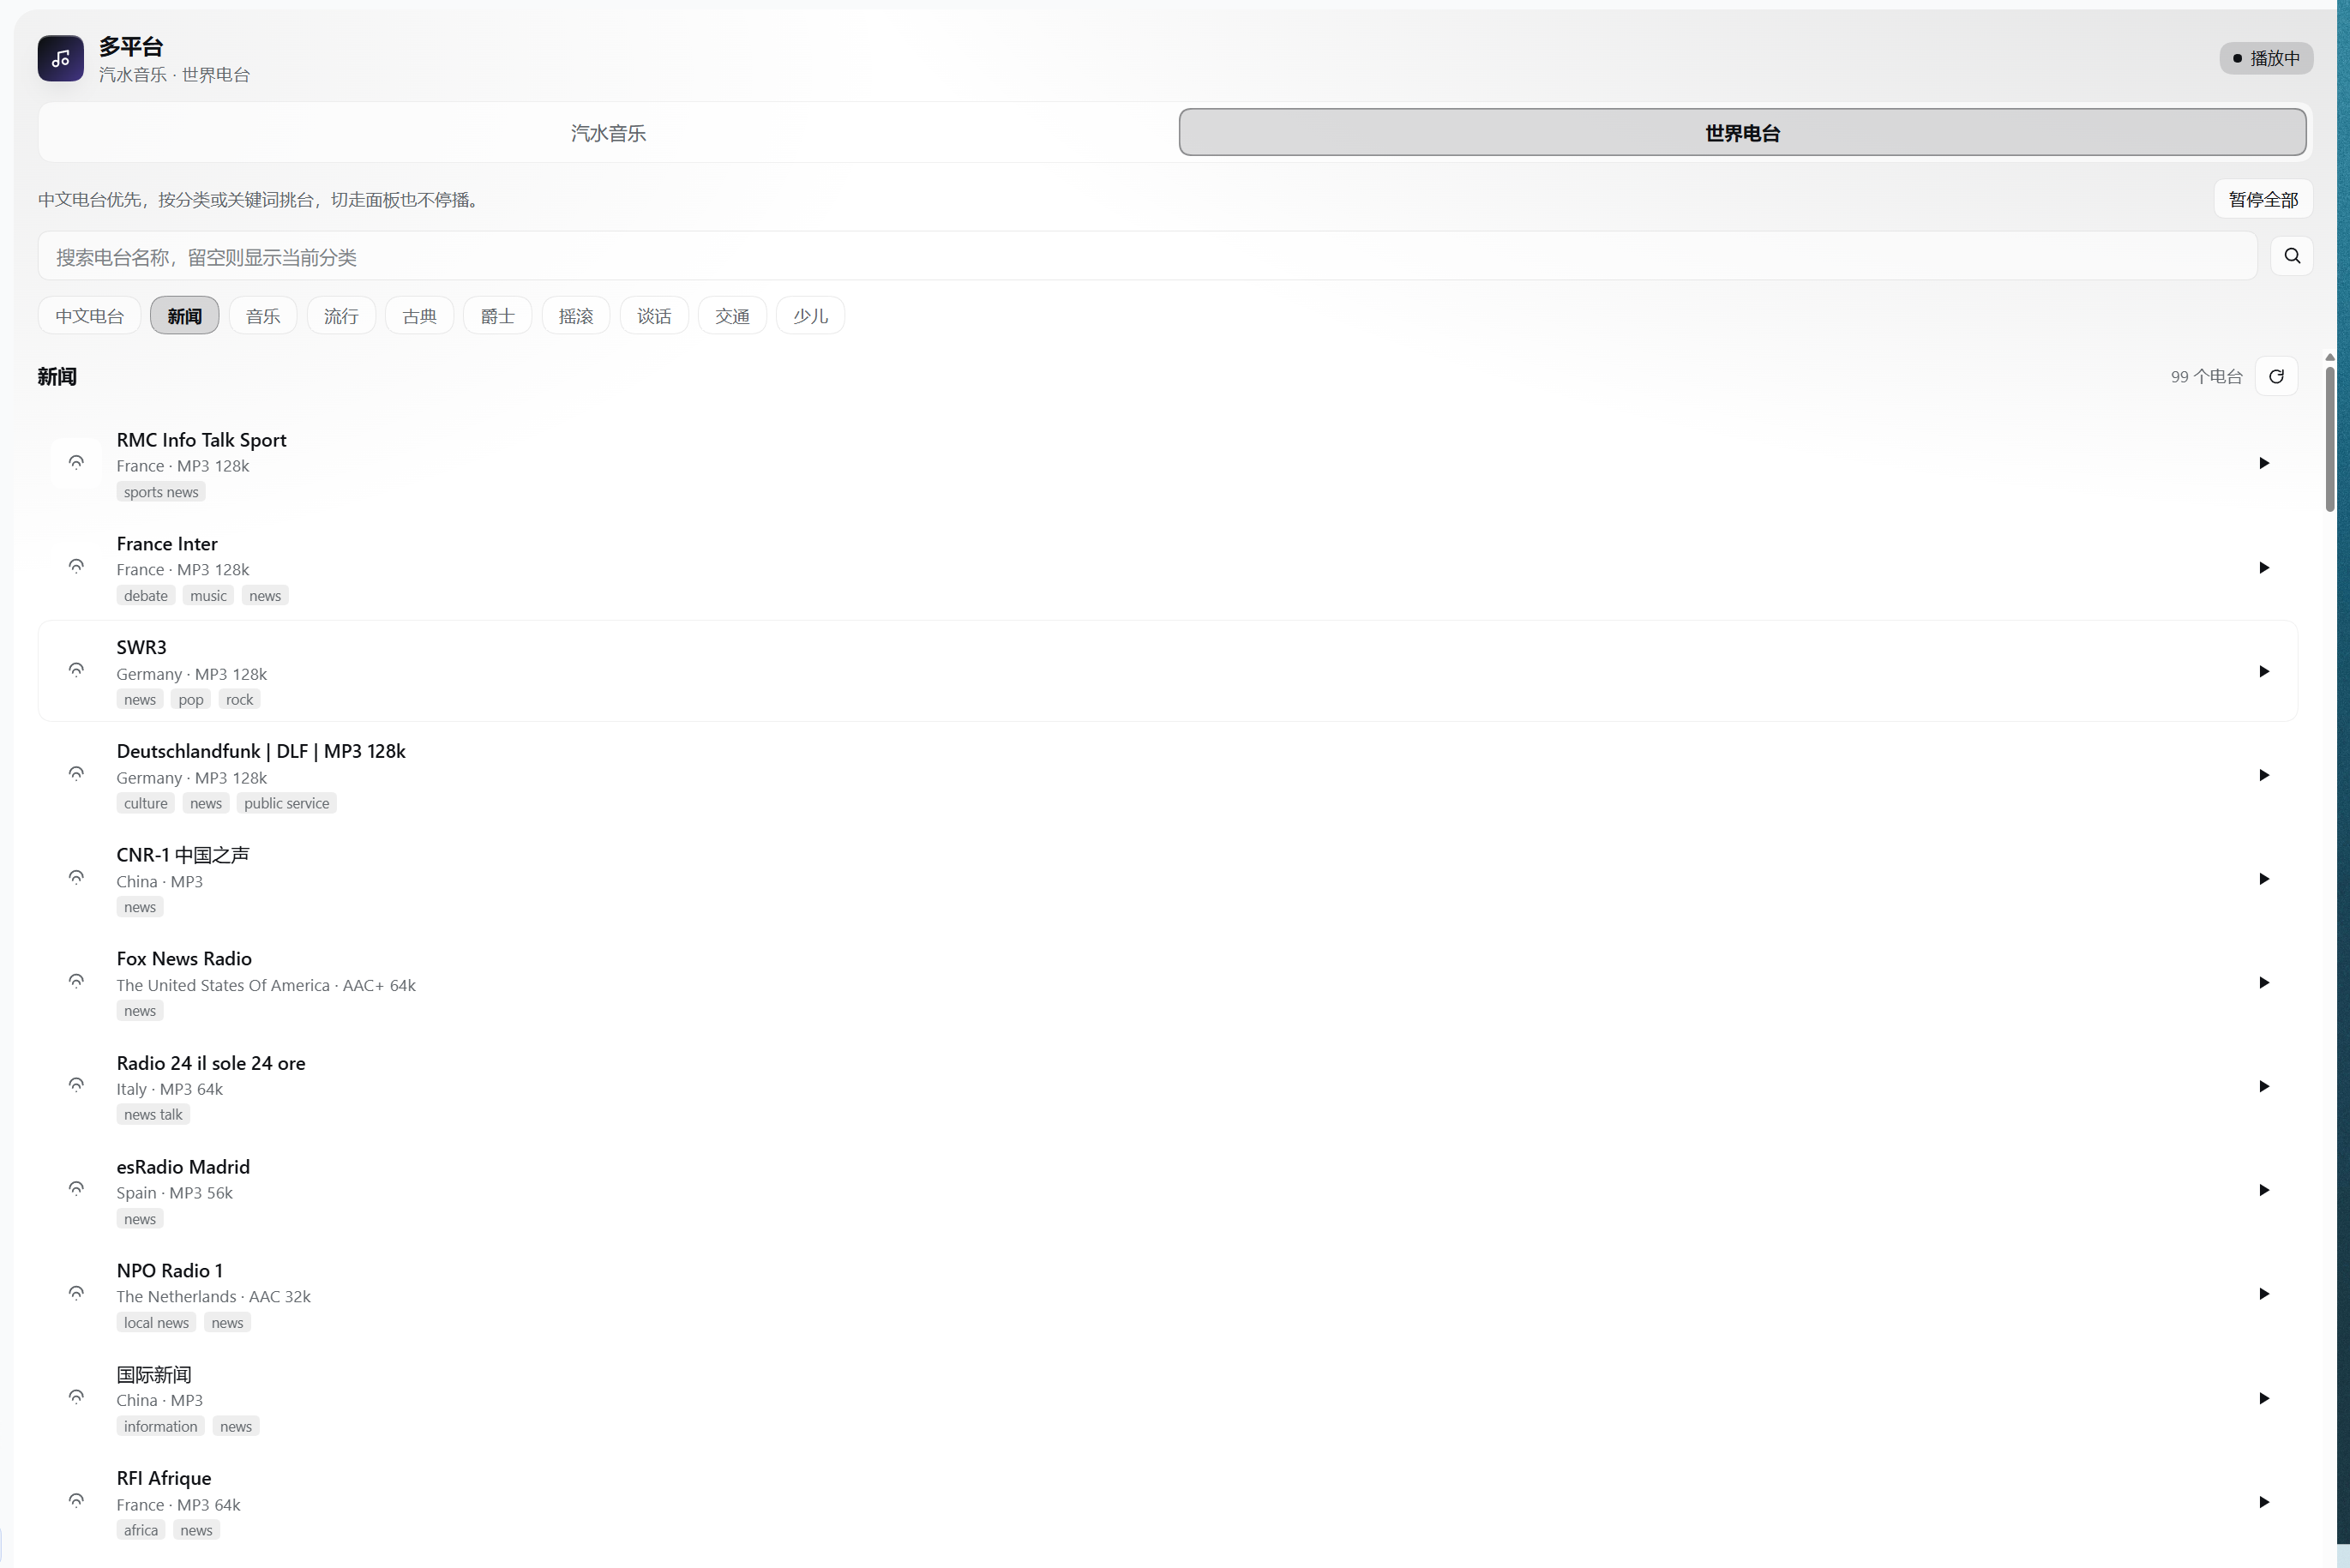 多平台
汽水音乐 · 世界电台
播放中
汽水音乐
世界电台
中文电台优先，按分类或关键词挑台，切走面板也不停播。
暂停全部
搜索电台名称，留空则显示当前分类
中文电台 新闻 音乐 流行 古典 爵士 摇滚 谈话 交通 少儿
新闻
99 个电台
RMC Info Talk Sport
France · MP3 128k
sports news
France Inter
France · MP3 128k
debate music news
SWR3
Germany · MP3 128k
news pop rock
Deutschlandfunk | DLF | MP3 128k
Germany · MP3 128k
culture news public service
CNR-1 中国之声
China · MP3
news
Fox News Radio
The United States Of America · AAC+ 64k
news
Radio 24 il sole 24 ore
Italy · MP3 64k
news talk
esRadio Madrid
Spain · MP3 56k
news
NPO Radio 1
The Netherlands · AAC 32k
local news news
国际新闻
China · MP3
information news
RFI Afrique
France · MP3 64k
africa news